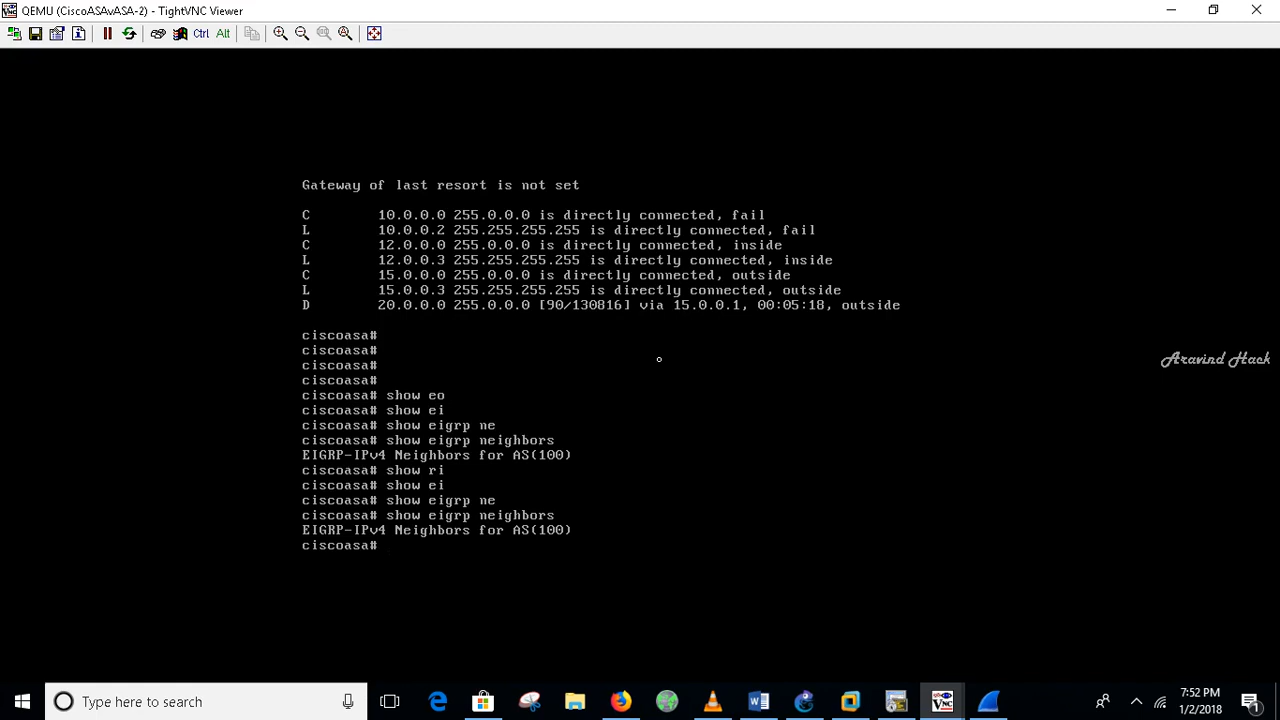 QEMU (CiscoASAvASA-2) - TightVNC Viewer
Ctrl Alt
Gateway of last resort is not set
C 10.0.0.0 255.0.0.0 is directly connected, fail
L 10.0.0.2 255.255.255.255 is directly connected, fail
C 12.0.0.0 255.0.0.0 is directly connected, inside
L 12.0.0.3 255.255.255.255 is directly connected, inside
C 15.0.0.0 255.0.0.0 is directly connected, outside
L 15.0.0.3 255.255.255.255 is directly connected, outside
D 20.0.0.0 255.0.0.0 [90/130816] via 15.0.0.1, 00:05:18, outside
ciscoasa#
ciscoasa#
ciscoasa#
ciscoasa#
ciscoasa# show eo
ciscoasa# show ei
ciscoasa# show eigrp ne
ciscoasa# show eigrp neighbors
EIGRP-IPv4 Neighbors for AS(100)
ciscoasa# show ri
ciscoasa# show ei
ciscoasa# show eigrp ne
ciscoasa# show eigrp neighbors
EIGRP-IPv4 Neighbors for AS(100)
ciscoasa#
Aravind Hack
Type here to search
7:52 PM
1/2/2018